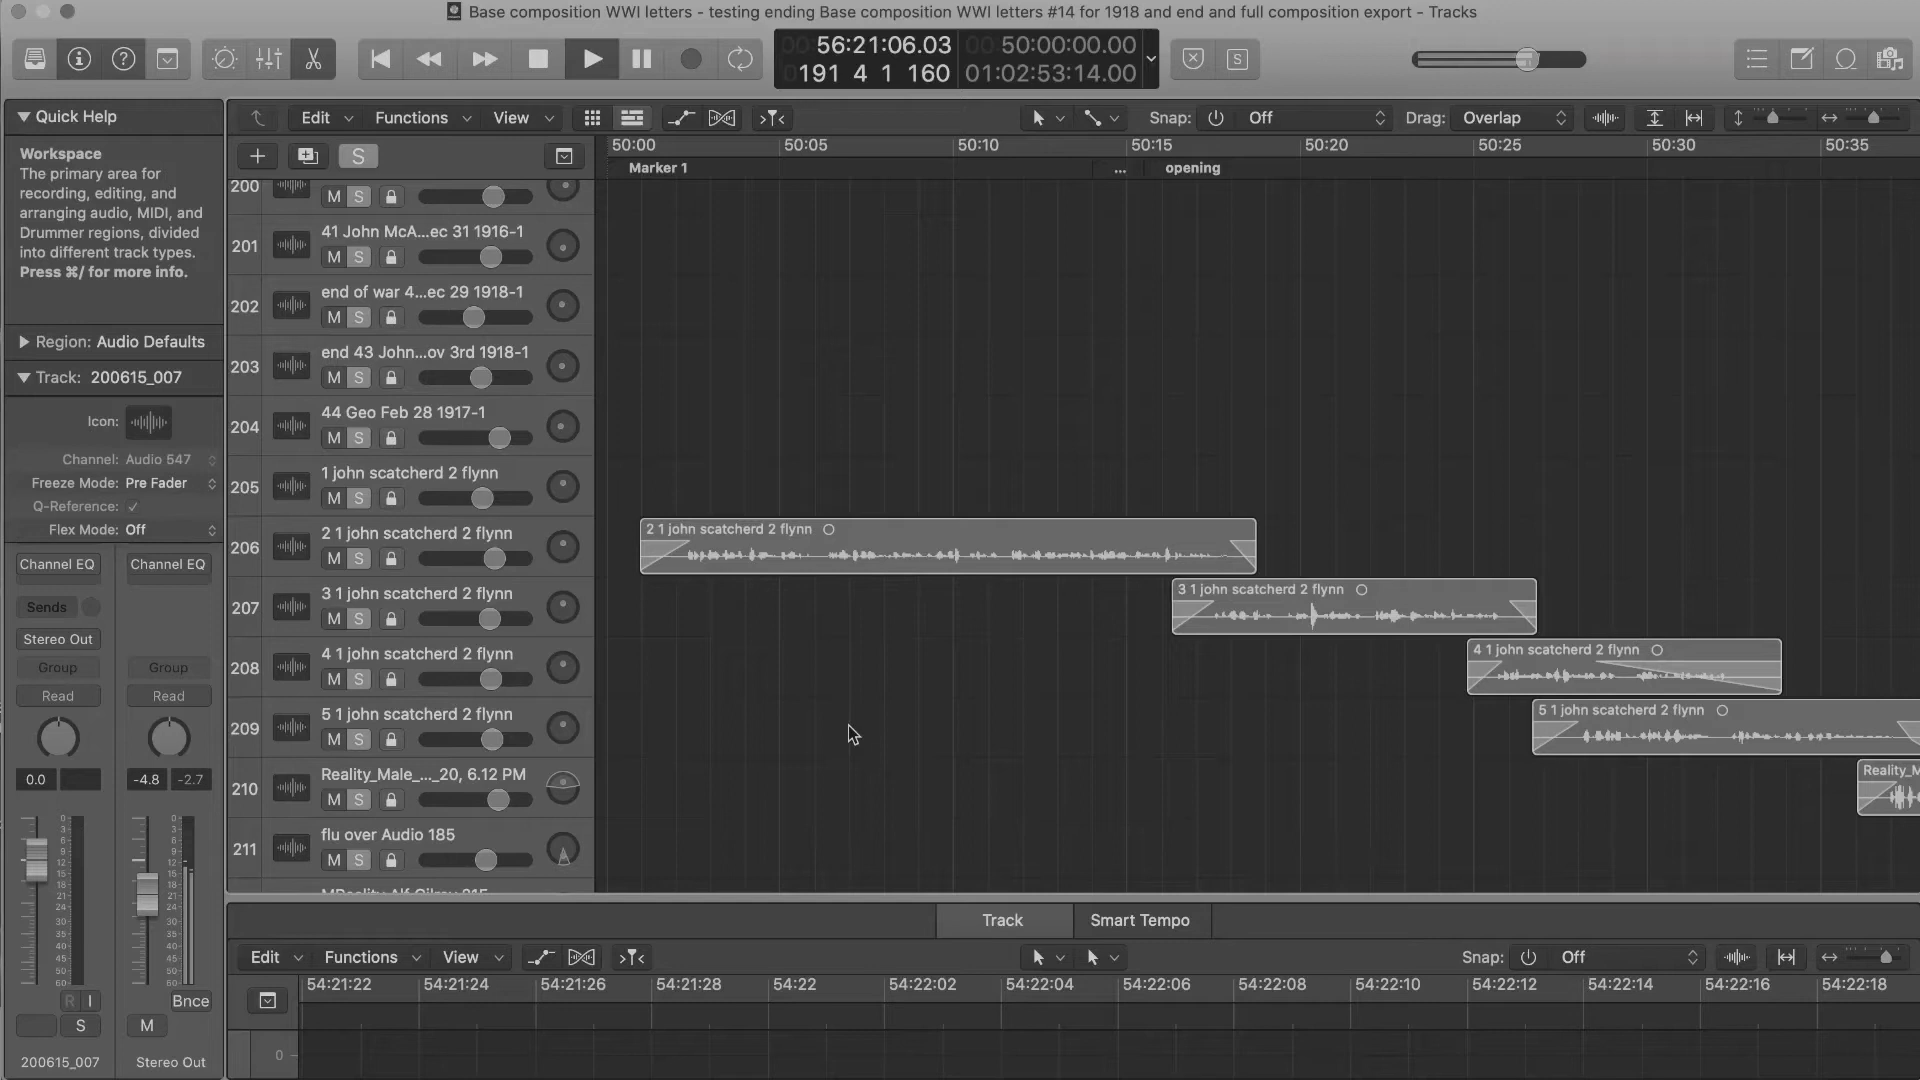 Base composition WWI letters - testing ending Base composition WWI letters #14 for 1918 and end and full composition export - Tracks
56:21:06.03
50:00:00.00
191 4 1 160
01:02:53:14.00
S
Quick Help
Workspace
The primary area for
recording, editing, and
arranging audio, MIDI, and
Drummer regions, divided
into different track types.
Press ⌘/ for more info.
Region: Audio Defaults
Track: 200615_007
Icon:
Channel: Audio 547
Freeze Mode: Pre Fader
Q-Reference: ✓
Flex Mode: Off
Channel EQ
Channel EQ
Sends
Stereo Out
Group
Group
Read
Read
0.0
-4.8 -2.7
R I
Bnce
S
M
200615_007
Stereo Out
Edit Functions View
Snap: Off
Drag: Overlap
S
50:00 50:05 50:10 50:15 50:20 50:25 50:30 50:35
Marker 1 ... opening
200
M S
201 41 John McA...ec 31 1916-1
M S
202 end of war 4...ec 29 1918-1
M S
203 end 43 John...ov 3rd 1918-1
M S
204 44 Geo Feb 28 1917-1
M S
205 1 john scatcherd 2 flynn
M S
206 2 1 john scatcherd 2 flynn
M S
207 3 1 john scatcherd 2 flynn
M S
208 4 1 john scatcherd 2 flynn
M S
209 5 1 john scatcherd 2 flynn
M S
210 Reality_Male_..._20, 6.12 PM
M S
211 flu over Audio 185
M S
2 1 john scatcherd 2 flynn
3 1 john scatcherd 2 flynn
4 1 john scatcherd 2 flynn
5 1 john scatcherd 2 flynn
Reality_M
Track
Smart Tempo
Edit Functions View
Snap: Off
54:21:22 54:21:24 54:21:26 54:21:28 54:22 54:22:02 54:22:04 54:22:06 54:22:08 54:22:10 54:22:12 54:22:14 54:22:16 54:22:18
0